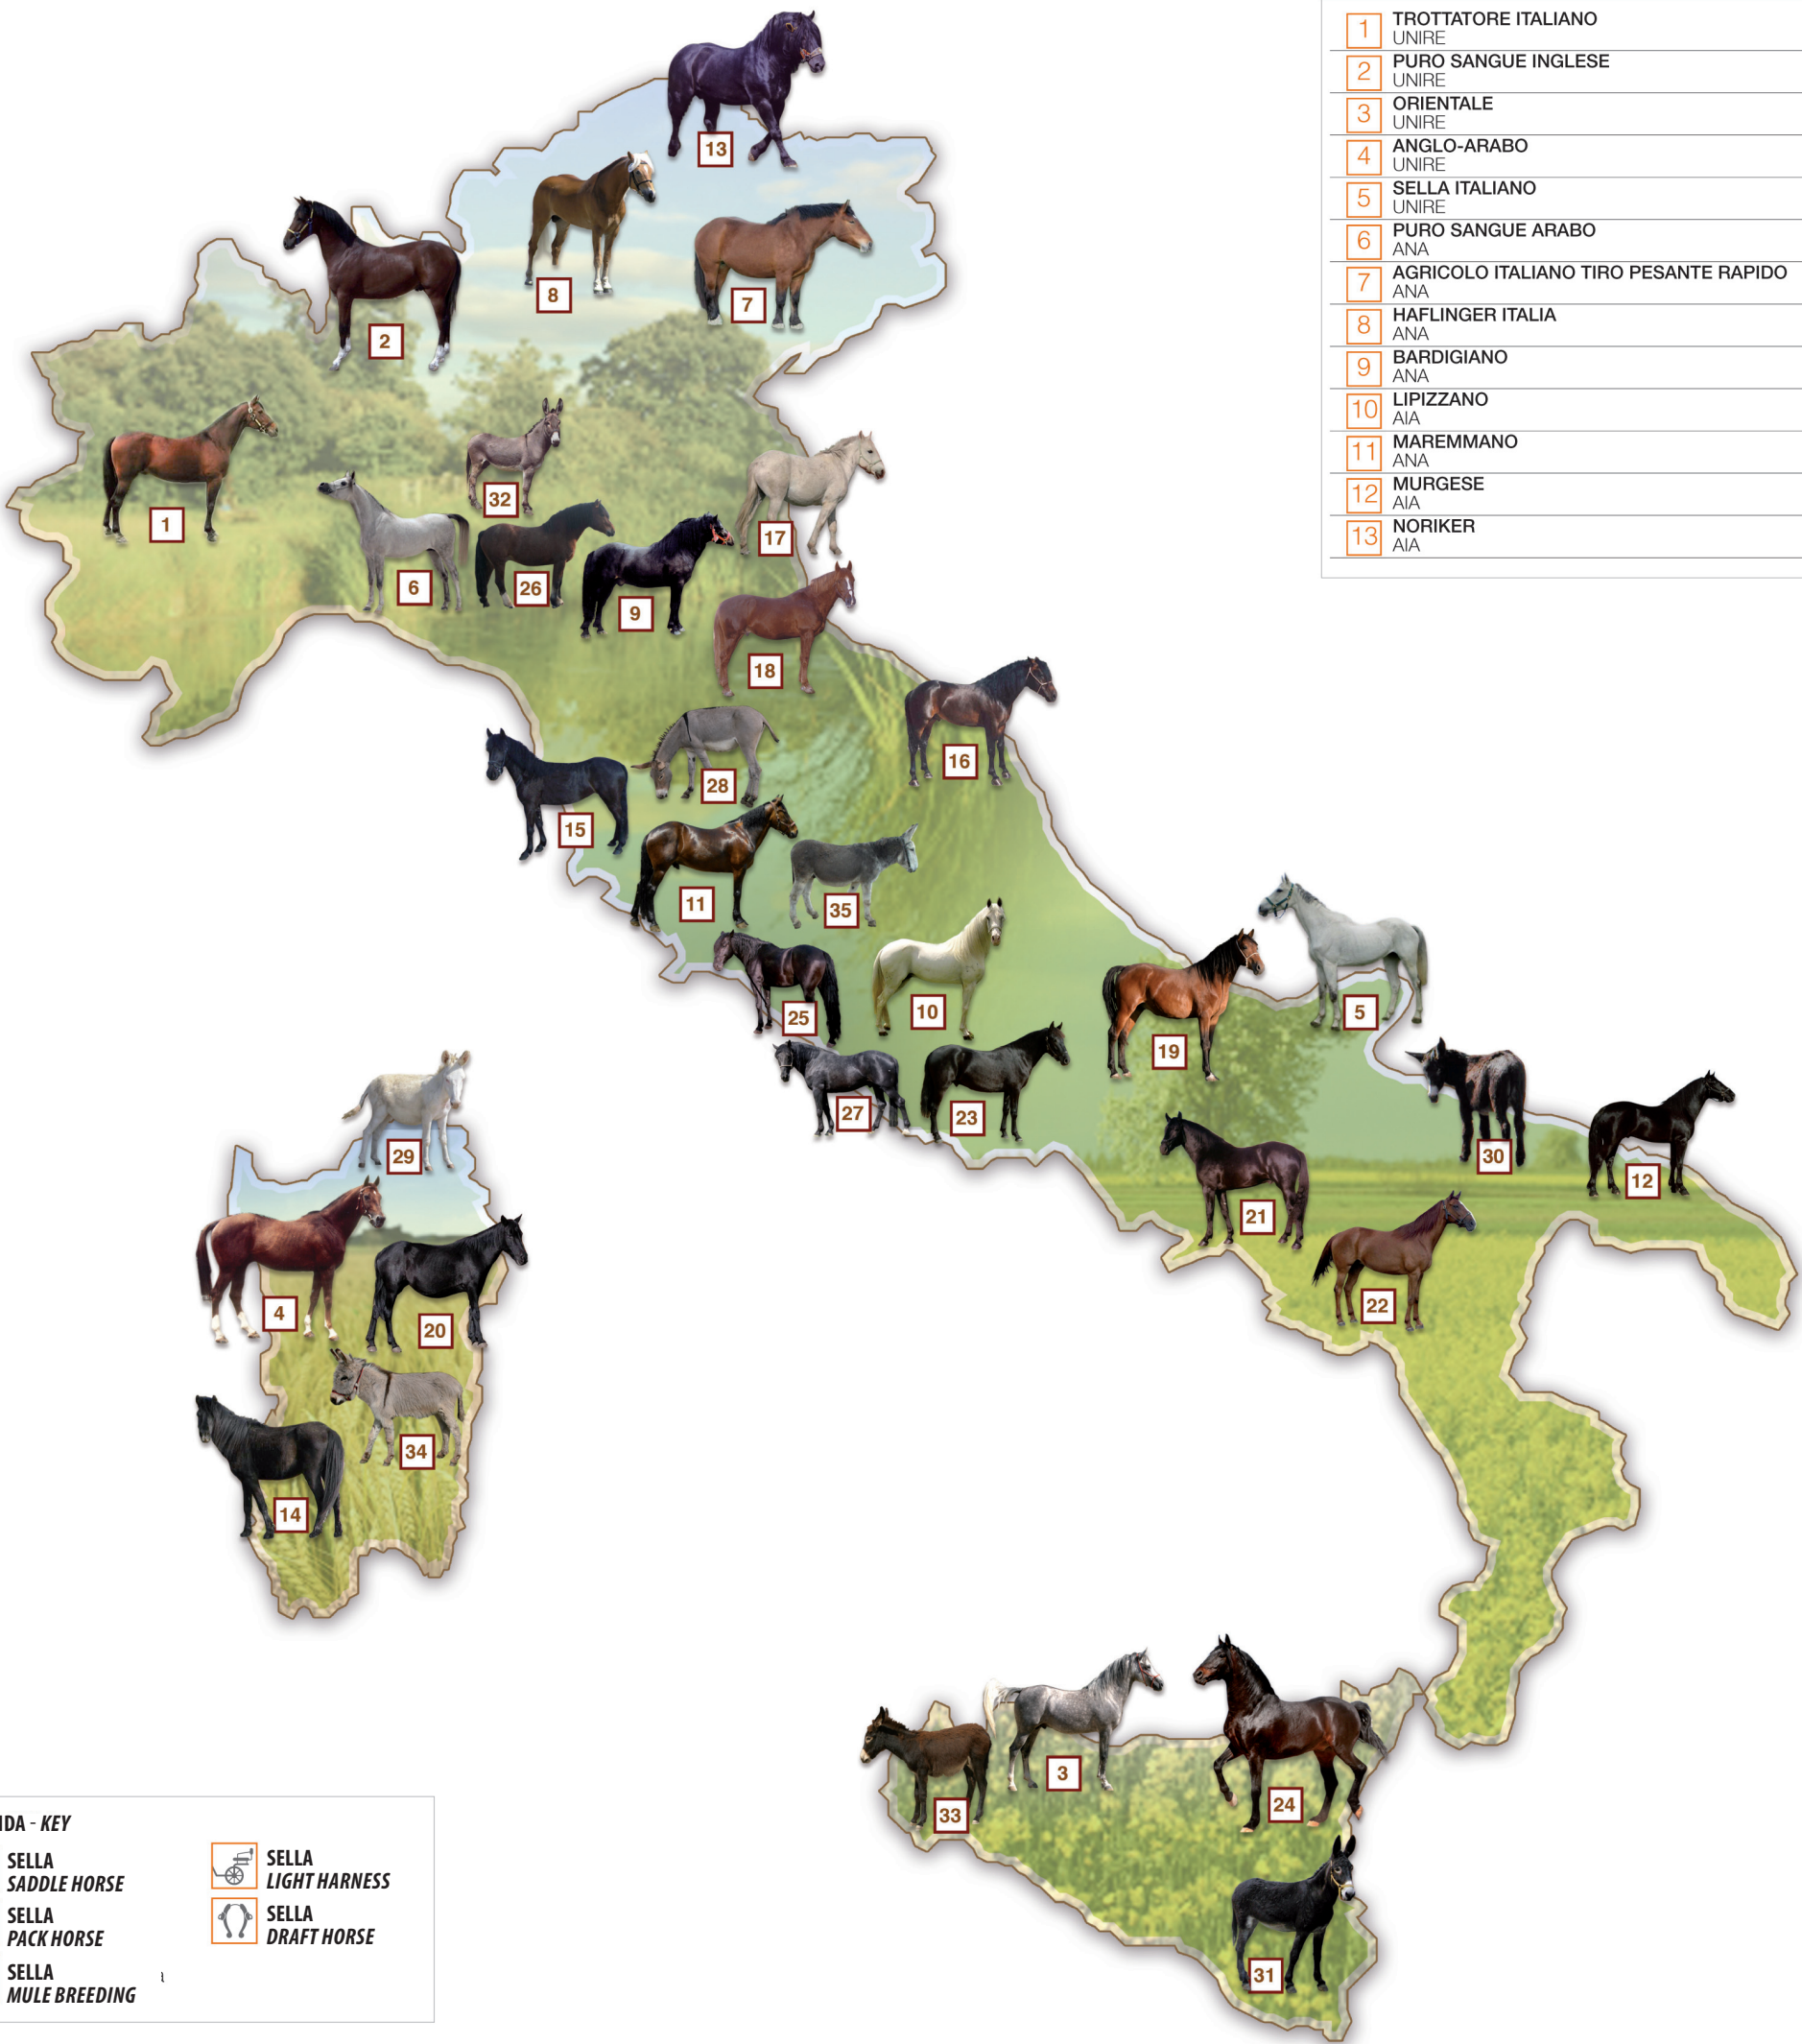 1 TROTTATORE ITALIANO
UNIRE
2 PURO SANGUE INGLESE
UNIRE
3 ORIENTALE
UNIRE
4 ANGLO-ARABO
UNIRE
5 SELLA ITALIANO
UNIRE
6 PURO SANGUE ARABO
ANA
7 AGRICOLO ITALIANO TIRO PESANTE RAPIDO
ANA
8 HAFLINGER ITALIA
ANA
9 BARDIGIANO
ANA
10 LIPIZZANO
AIA
11 MAREMMANO
ANA
12 MURGESE
AIA
13 NORIKER
AIA
13
8
7
2
32
1
17
6
26
9
18
16
28
15
11
35
25
10
5
19
27
23
29
30
12
21
4
20
22
34
14
3
33
24
31
NDA - KEY
SELLA
SADDLE HORSE
SELLA
PACK HORSE
SELLA
MULE BREEDING
SELLA
LIGHT HARNESS
SELLA
DRAFT HORSE